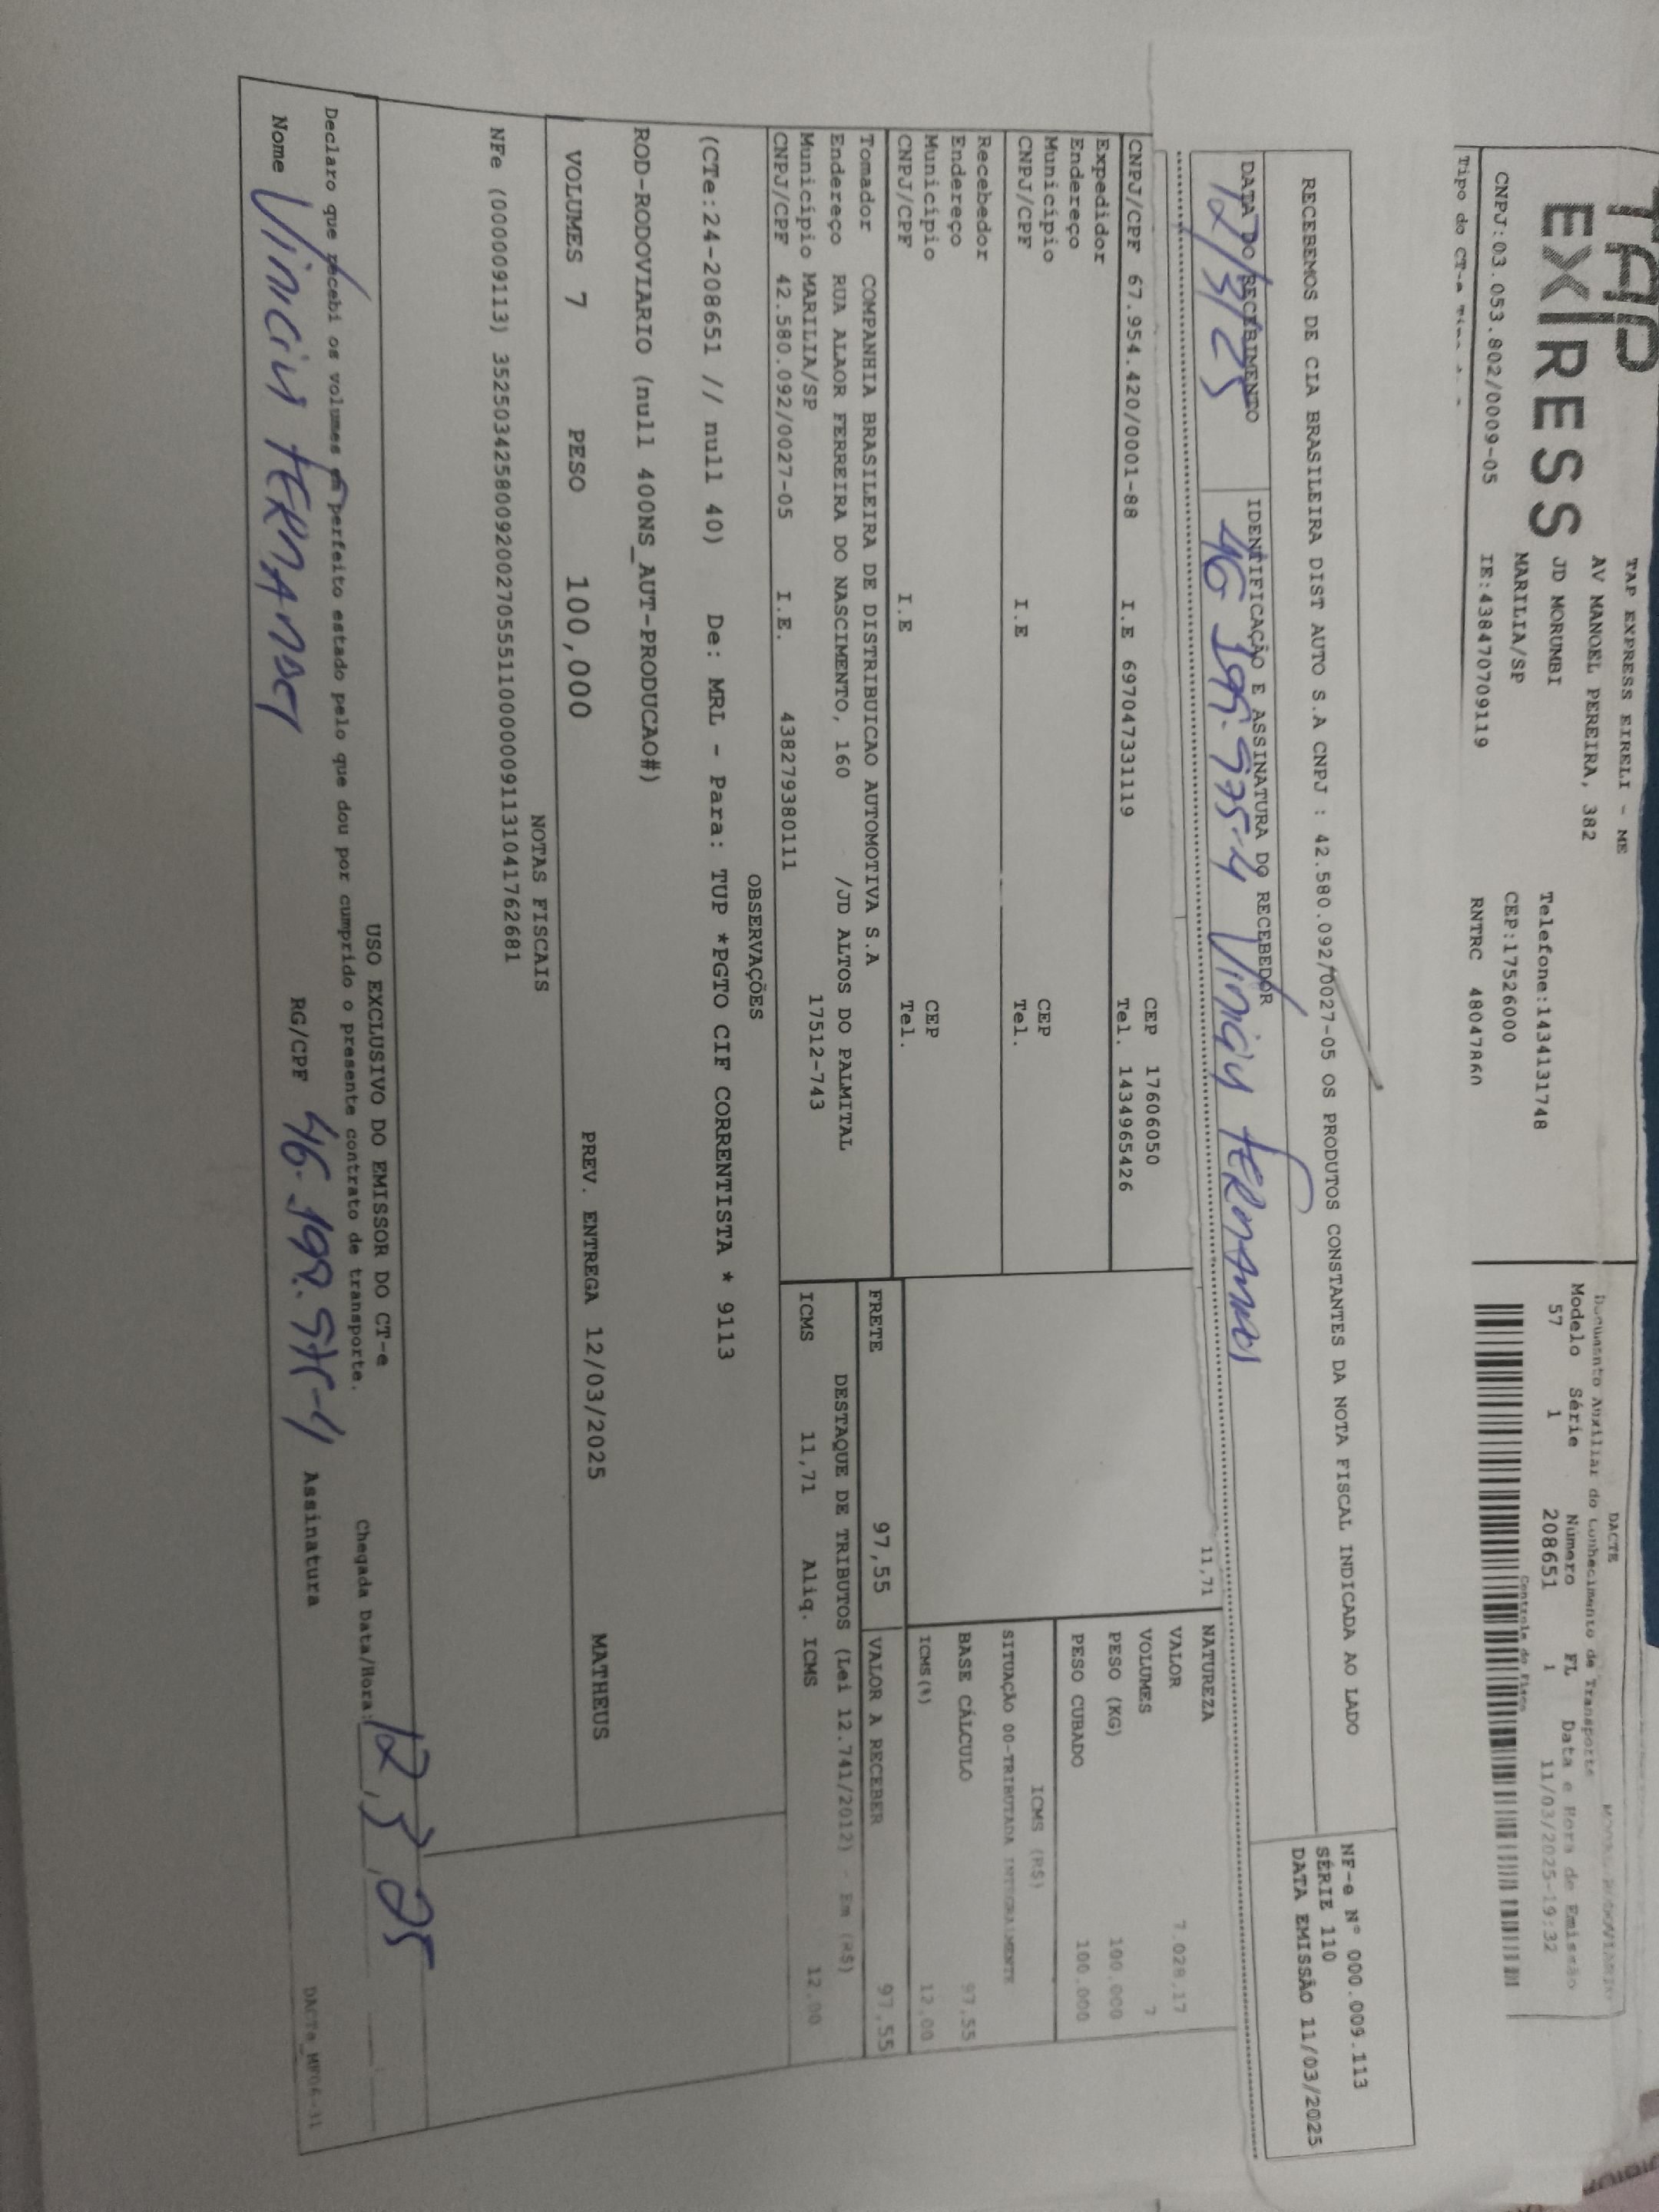 TAP
EXPRESS
TAP EXPRESS EIRELI - ME
AV MANOEL PEREIRA, 382
JD MORUMBI
MARILIA/SP
Telefone:1434131748
CEP:17526000
CNPJ:03.053.802/0009-05 IE:438470709119 RNTRC 48047860
Tipo do CT-e
DACTE
Documento Auxiliar do Conhecimento de Transporte
Modelo Série Número FL Data e Hora de Emissão
57 1 208651 1 11/03/2025-19:32
Controle do Fisco
RECEBEMOS DE CIA BRASILEIRA DIST AUTO S.A CNPJ : 42.580.092/0027-05 OS PRODUTOS CONSTANTES DA NOTA FISCAL INDICADA AO LADO
NF-e N° 000.009.113
SÉRIE 110
DATA EMISSÃO 11/03/2025
DATA DO RECEBIMENTO IDENTIFICAÇÃO E ASSINATURA DO RECEBEDOR
12/3/25 46 199.575-4 Vinicius FERNANDES
11,71
CEP 17606050
CNPJ/CPF 67.954.420/0001-88 I.E 697047331119 Tel. 1434965426
Expedidor
Endereço
Município CEP
CNPJ/CPF I.E Tel.
Recebedor
Endereço
Município CEP
CNPJ/CPF I.E Tel.
NATUREZA
VALOR 7.028,17
VOLUMES 7
PESO (KG) 100,000
PESO CUBADO 100.000
ICMS (R$)
SITUAÇÃO 00-TRIBUTADA INTEGRALMENTE
BASE CÁLCULO 97,55
ICMS(%) 12,00
Tomador COMPANHIA BRASILEIRA DE DISTRIBUICAO AUTOMOTIVA S.A
Endereço RUA ALAOR FERREIRA DO NASCIMENTO, 160 /JD ALTOS DO PALMITAL
Município MARILIA/SP 17512-743
CNPJ/CPF 42.580.092/0027-05 I.E. 438279380111
FRETE 97,55 VALOR A RECEBER 97,55
DESTAQUE DE TRIBUTOS (Lei 12.741/2012) - Em (R$)
ICMS 11,71 Aliq. ICMS 12,00
OBSERVAÇÕES
(CTe:24-208651 // null 40) De: MRL - Para: TUP *PGTO CIF CORRENTISTA * 9113
ROD-RODOVIARIO (null 400NS_AUT-PRODUCAO#)
VOLUMES 7 PESO 100,000 PREV. ENTREGA 12/03/2025 MATHEUS
NOTAS FISCAIS
NFe (000009113) 35250342580092002705551100000091131041762681
USO EXCLUSIVO DO EMISSOR DO CT-e
Declaro que recebi os volumes em perfeito estado pelo que dou por cumprido o presente contrato de transporte.
Chegada Data/Hora: 12,3,25
Nome Vinicius FERNANDES RG/CPF 46.199.575-4 Assinatura
DACTe_MF06-31